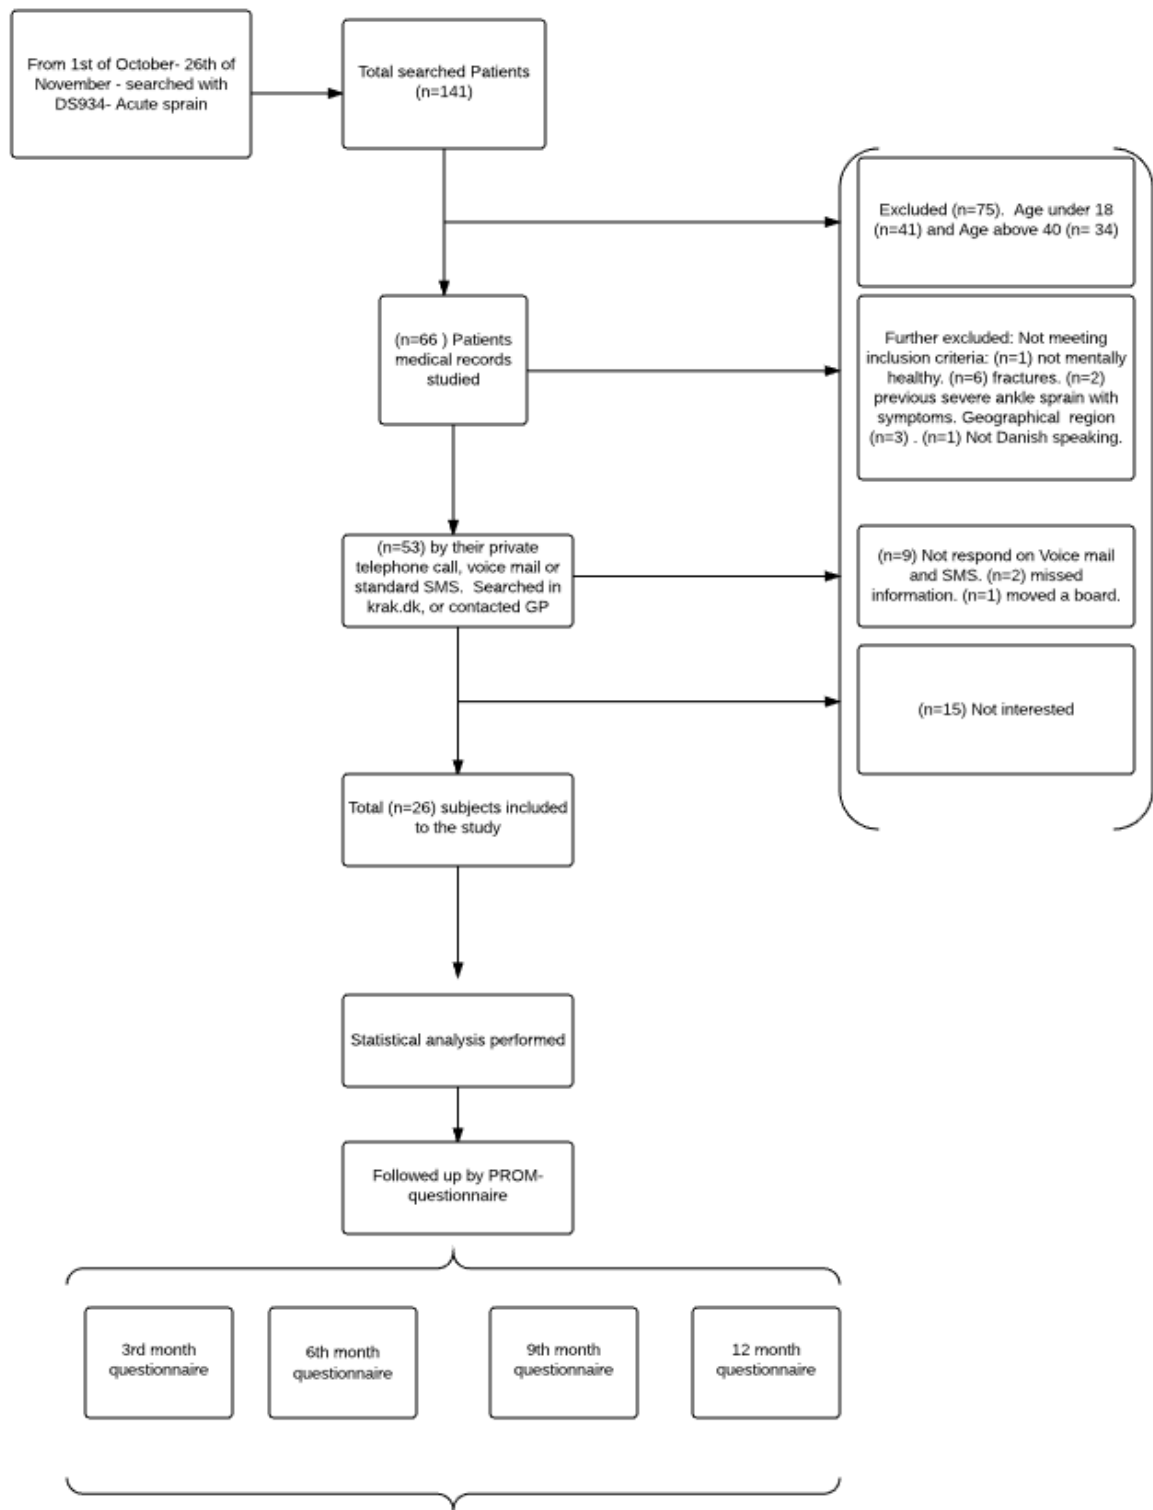 From 1st of October- 26th of
November - searched with
DS934- Acute sprain
Total searched Patients
(n=141)
Excluded (n=75).  Age under 18
(n=41) and Age above 40 (n= 34)
(n=66 ) Patients
medical records
studied
Further excluded: Not meeting
inclusion criteria: (n=1) not mentally
healthy. (n=6) fractures. (n=2)
previous severe ankle sprain with
symptoms. Geographical  region
(n=3) . (n=1) Not Danish speaking.
(n=53) by their private
telephone call, voice mail or
standard SMS.  Searched in
krak.dk, or contacted GP
(n=9) Not respond on Voice mail
and SMS. (n=2) missed
information. (n=1) moved a board.
(n=15) Not interested
Total (n=26) subjects included
to the study
Statistical analysis performed
Followed up by PROM-
questionnaire
3rd month
questionnaire
6th month
questionnaire
9th month
questionnaire
12 month
questionnaire